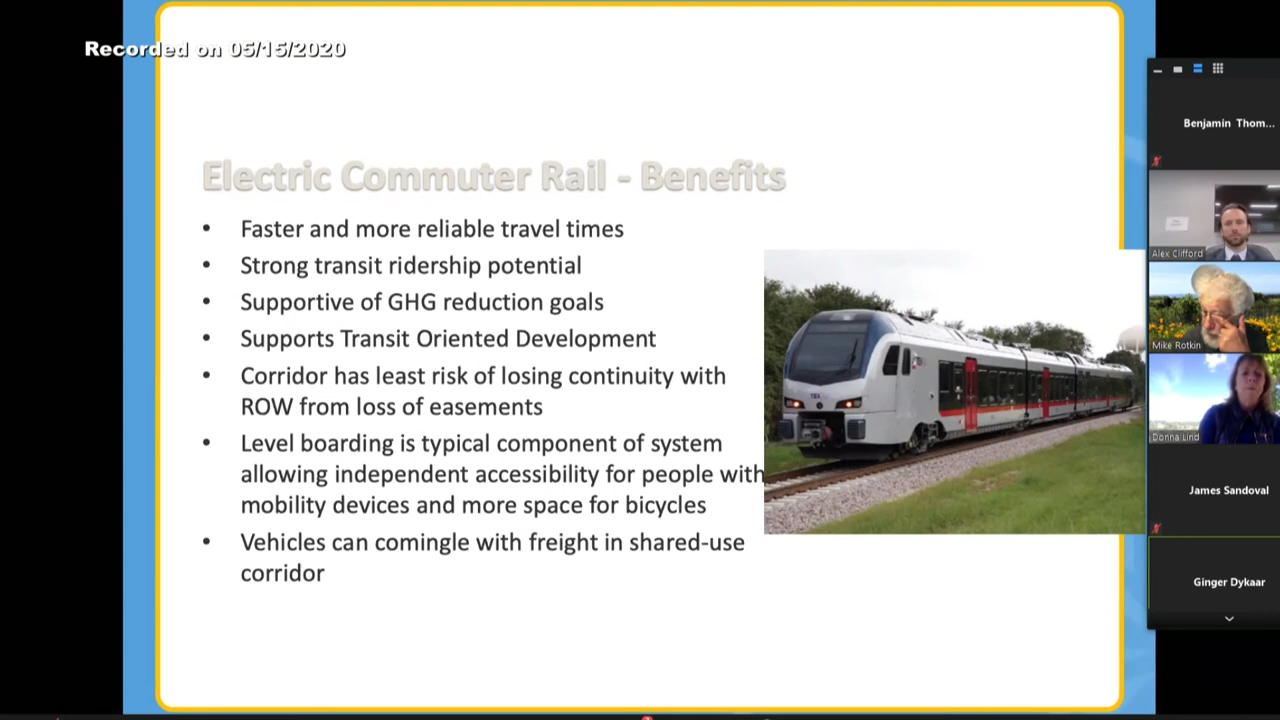 Recorded on 05/15/2020
Electric Commuter Rail - Benefits
• Faster and more reliable travel times
• Strong transit ridership potential
• Supportive of GHG reduction goals
• Supports Transit Oriented Development
• Corridor has least risk of losing continuity with
ROW from loss of easements
• Level boarding is typical component of system
allowing independent accessibility for people with
mobility devices and more space for bicycles
• Vehicles can comingle with freight in shared-use
corridor
Benjamin Thom...
Alex Clifford
Mike Rotkin
Donna Lind
James Sandoval
Ginger Dykaar